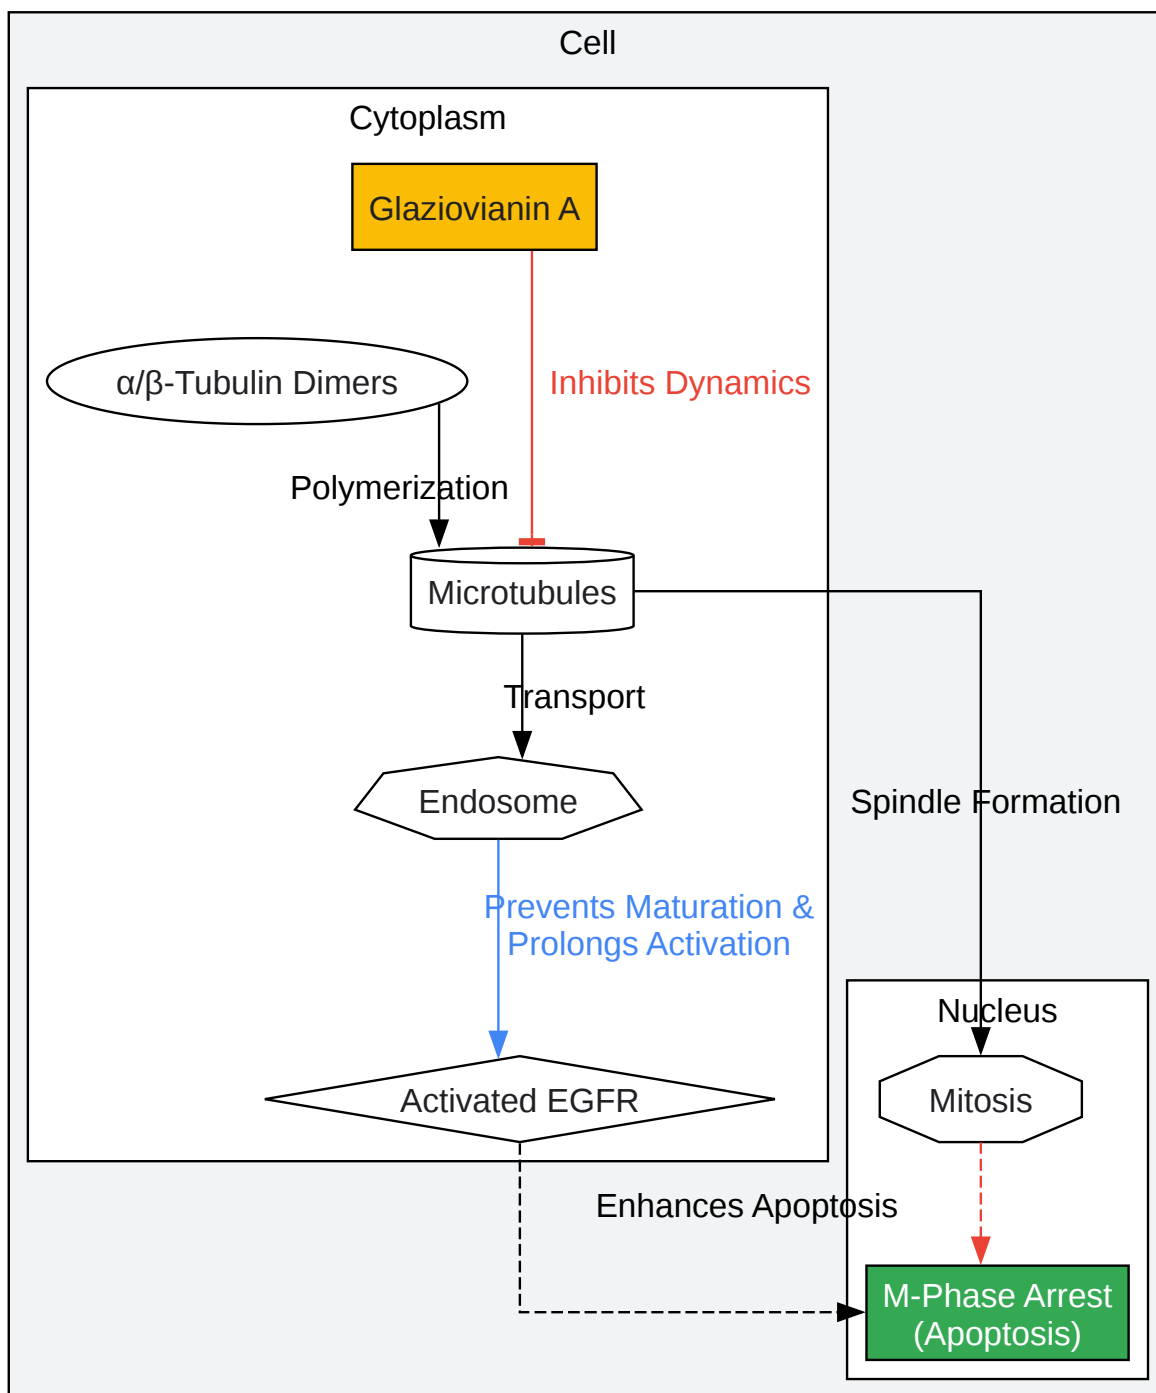 Cell
Cytoplasm
Glaziovianin A
α/β-Tubulin Dimers
Inhibits Dynamics
Polymerization
Microtubules
Transport
Endosome
Spindle Formation
Prevents Maturation &
Prolongs Activation
Nucleus
Activated EGFR
Mitosis
Enhances Apoptosis
M-Phase Arrest
(Apoptosis)